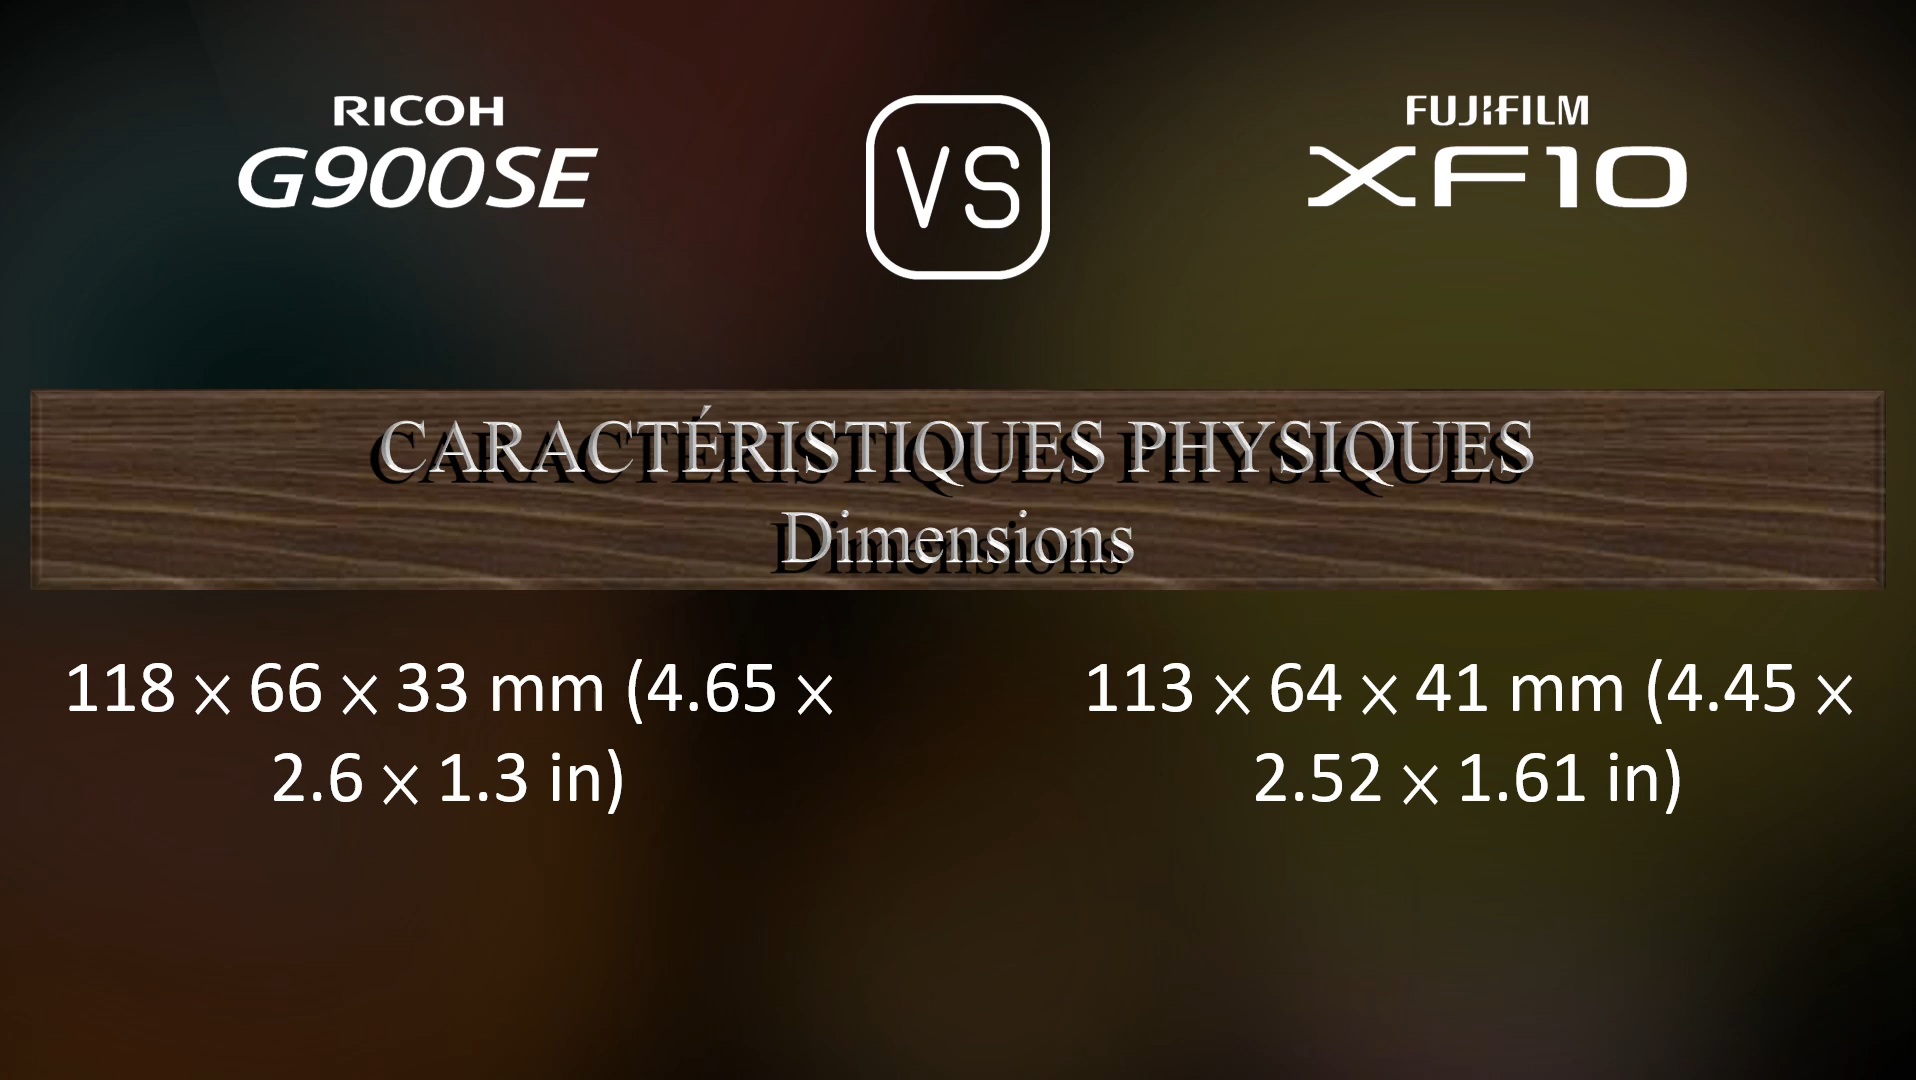 RICOH
G900SE
VS
FUJIFILM
XF10
CARACTÉRISTIQUES PHYSIQUES
Dimensions
118 x 66 x 33 mm (4.65 x
2.6 x 1.3 in)
113 x 64 x 41 mm (4.45 x
2.52 x 1.61 in)